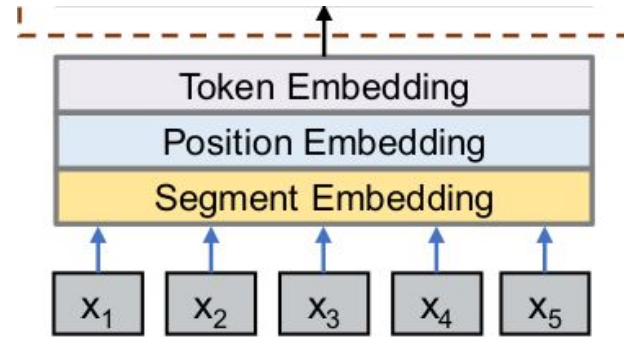 Token Embedding
Position Embedding
Segment Embedding
x₁ x₂ x₃ x₄ x₅